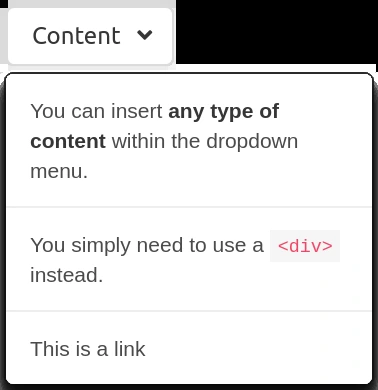 Content
You can insert any type of
content within the dropdown
menu.
You simply need to use a <div>
instead.
This is a link